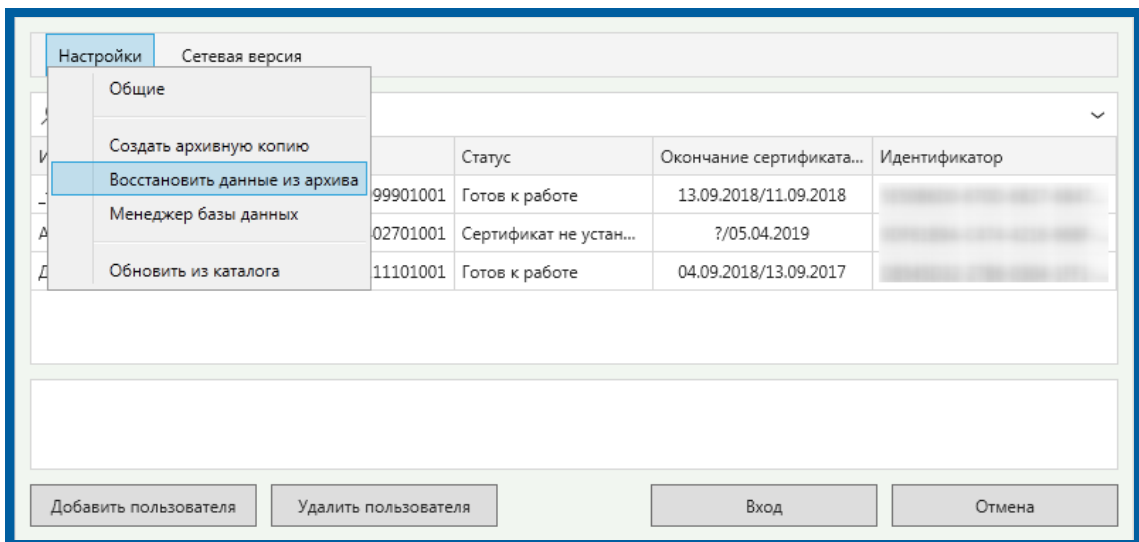 Настройки Сетевая версия
Общие
Создать архивную копию
Статус Окончание сертификата... Идентификатор
Восстановить данные из архива
99901001 Готов к работе 13.09.2018/11.09.2018
Менеджер базы данных
02701001 Сертификат не устан... ?/05.04.2019
Обновить из каталога
11101001 Готов к работе 04.09.2018/13.09.2017
Добавить пользователя Удалить пользователя Вход Отмена